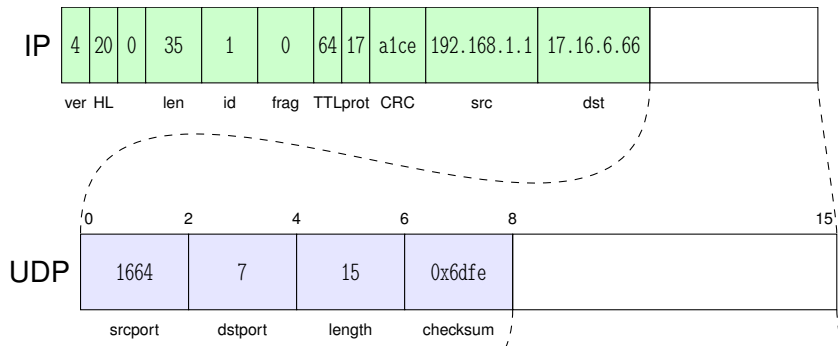 IP 4 20 0 35 1 0 64 17 a1ce 192.168.1.1 17.16.6.66
ver HL len id frag TTL prot CRC src dst
0 2 4 6 8 15
UDP 1664 7 15 0x6dfe
srcport dstport length checksum